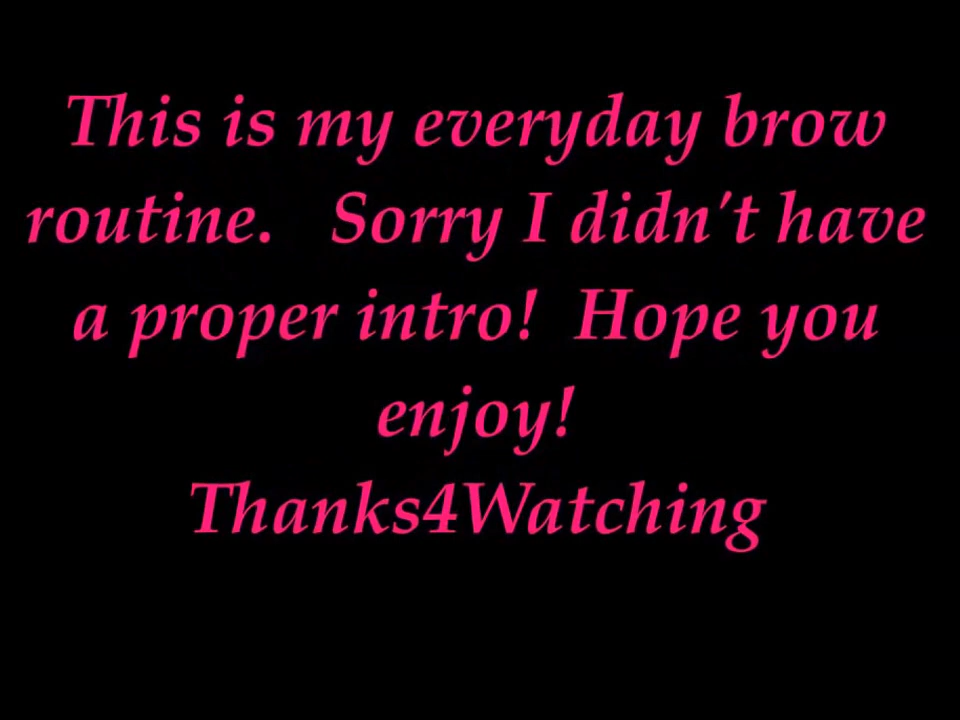 This is my everyday brow
routine.   Sorry I didn't have
a proper intro!  Hope you
enjoy!
Thanks4Watching